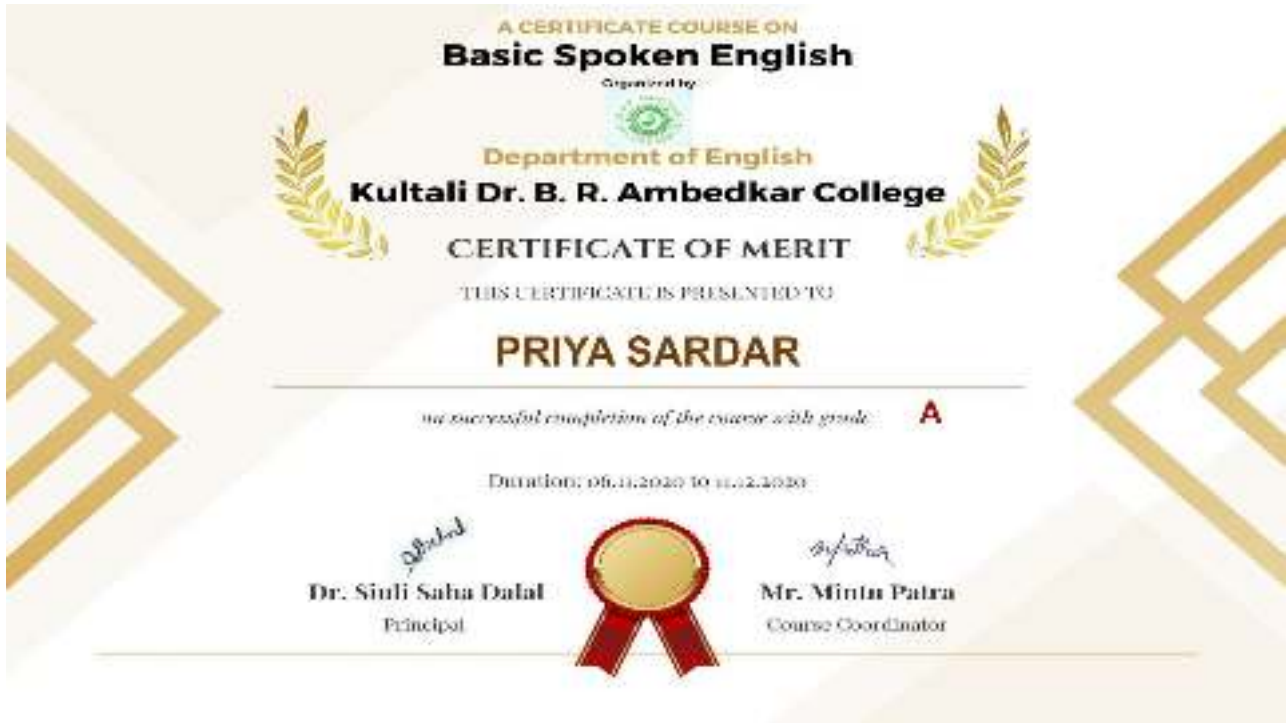 A CERTIFICATE COURSE ON
Basic Spoken English
Organized by
Department of English
Kultali Dr. B. R. Ambedkar College
CERTIFICATE OF MERIT
THIS CERTIFICATE IS PRESENTED TO
PRIYA SARDAR
on successful completion of the course with grade A
Duration: 06.11.2020 to 11.12.2020
Dr. Siuli Saha Dalal Mr. Mintu Patra
Principal Course Coordinator